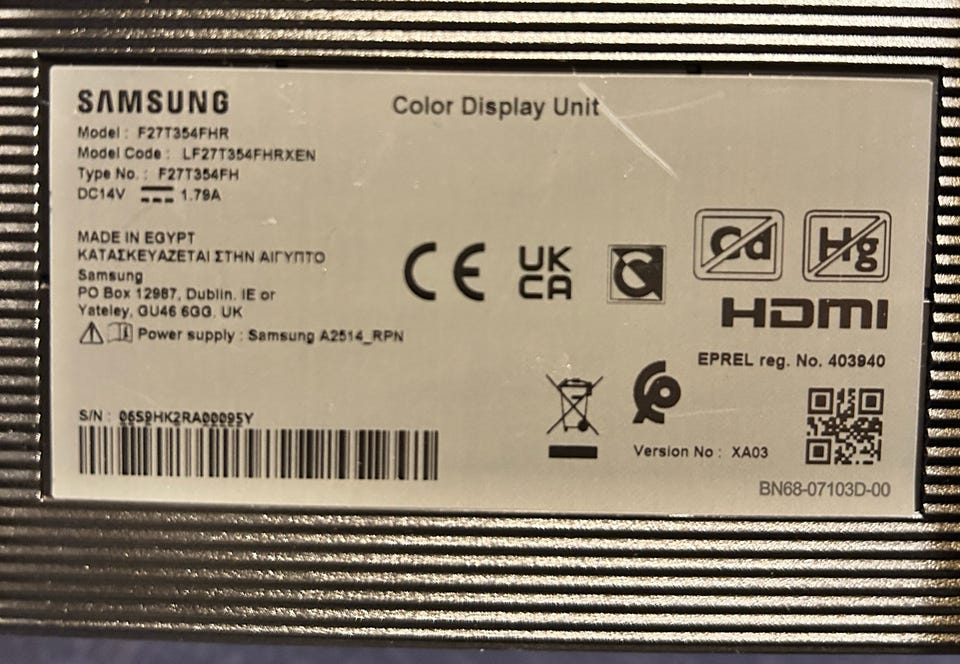 SAMSUNG
Color Display Unit
Model : F27T354FHR
Model Code : LF27T354FHRXEN
Type No. : F27T354FH
DC14V 1.79A
MADE IN EGYPT
ΚΑΤΑΣΚΕΥΑΖΕΤΑΙ ΣΤΗΝ ΑΙΓΥΠΤΟ
Samsung
PO Box 12987, Dublin. IE or
Yateley, GU46 6GG. UK
Power supply : Samsung A2514_RPN
CE
UK
CA
Cd
Hg
HDMI
EPREL reg. No. 403940
S/N : 06S9HK2RA00095Y
Version No : XA03
BN68-07103D-00